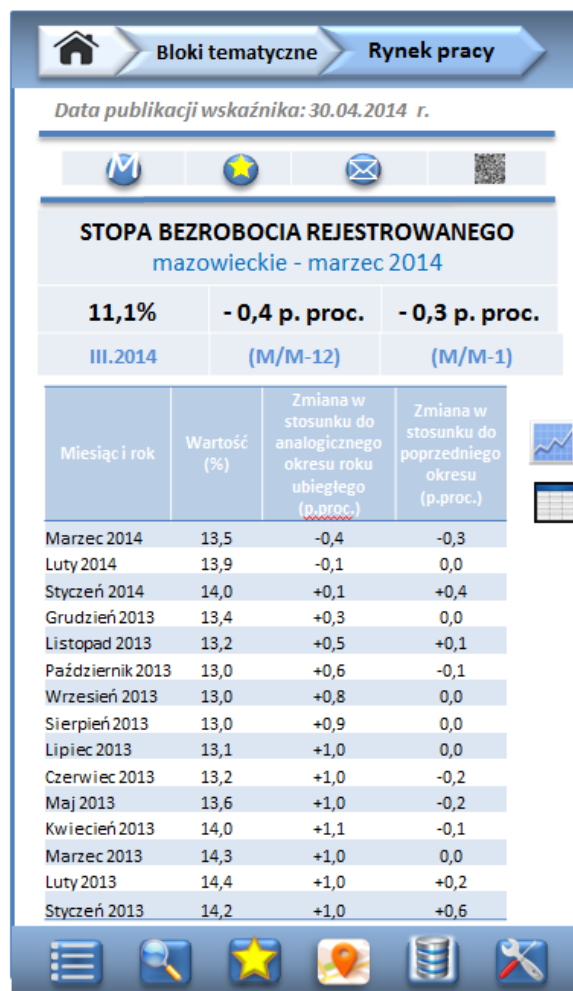 Bloki tematyczne Rynek pracy
Data publikacji wskaźnika: 30.04.2014 r.
M
STOPA BEZROBOCIA REJESTROWANEGO
mazowieckie - marzec 2014
11,1% - 0,4 p. proc. - 0,3 p. proc.
III.2014 (M/M-12) (M/M-1)
Miesiąc i rok
Wartość
(%)
Zmiana w
stosunku do
analogicznego
okresu roku
ubiegłego
(p.proc.)
Zmiana w
stosunku do
poprzedniego
okresu
(p.proc.)
Marzec 2014 13,5 -0,4 -0,3
Luty 2014 13,9 -0,1 0,0
Styczeń 2014 14,0 +0,1 +0,4
Grudzień 2013 13,4 +0,3 0,0
Listopad 2013 13,2 +0,5 +0,1
Październik 2013 13,0 +0,6 -0,1
Wrzesień 2013 13,0 +0,8 0,0
Sierpień 2013 13,0 +0,9 0,0
Lipiec 2013 13,1 +1,0 0,0
Czerwiec 2013 13,2 +1,0 -0,2
Maj 2013 13,6 +1,0 -0,2
Kwiecień 2013 14,0 +1,1 -0,1
Marzec 2013 14,3 +1,0 0,0
Luty 2013 14,4 +1,0 +0,2
Styczeń 2013 14,2 +1,0 +0,6